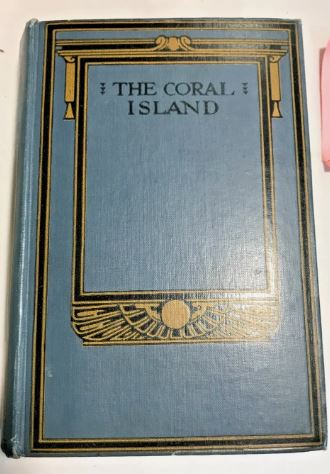 THE CORAL
ISLAND